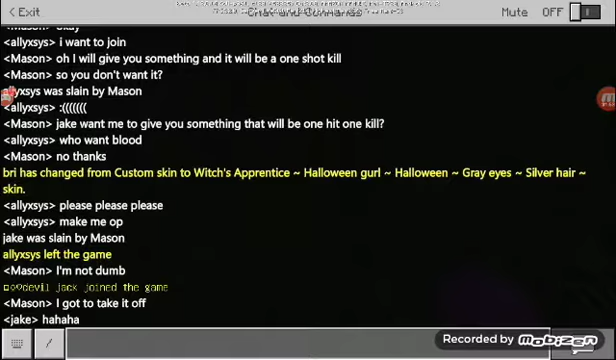 Exit
Chat and Commands
Mute
OFF
<Mason> okay
<allyxsys> i want to join
<Mason> oh I will give you something and it will be a one shot kill
<Mason> so you don't want it?
allyxsys was slain by Mason
<allyxsys> :(((((((
<Mason> jake want me to give you something that will be one hit one kill?
<allyxsys> who want blood
<Mason> no thanks
bri has changed from Custom skin to Witch's Apprentice ~ Halloween gurl ~ Halloween ~ Gray eyes ~ Silver hair ~
skin.
<allyxsys> please please please
<allyxsys> make me op
jake was slain by Mason
allyxsys left the game
<Mason> I'm not dumb
devil jack joined the game
<Mason> I got to take it off
<jake> hahaha
Recorded by mobizen